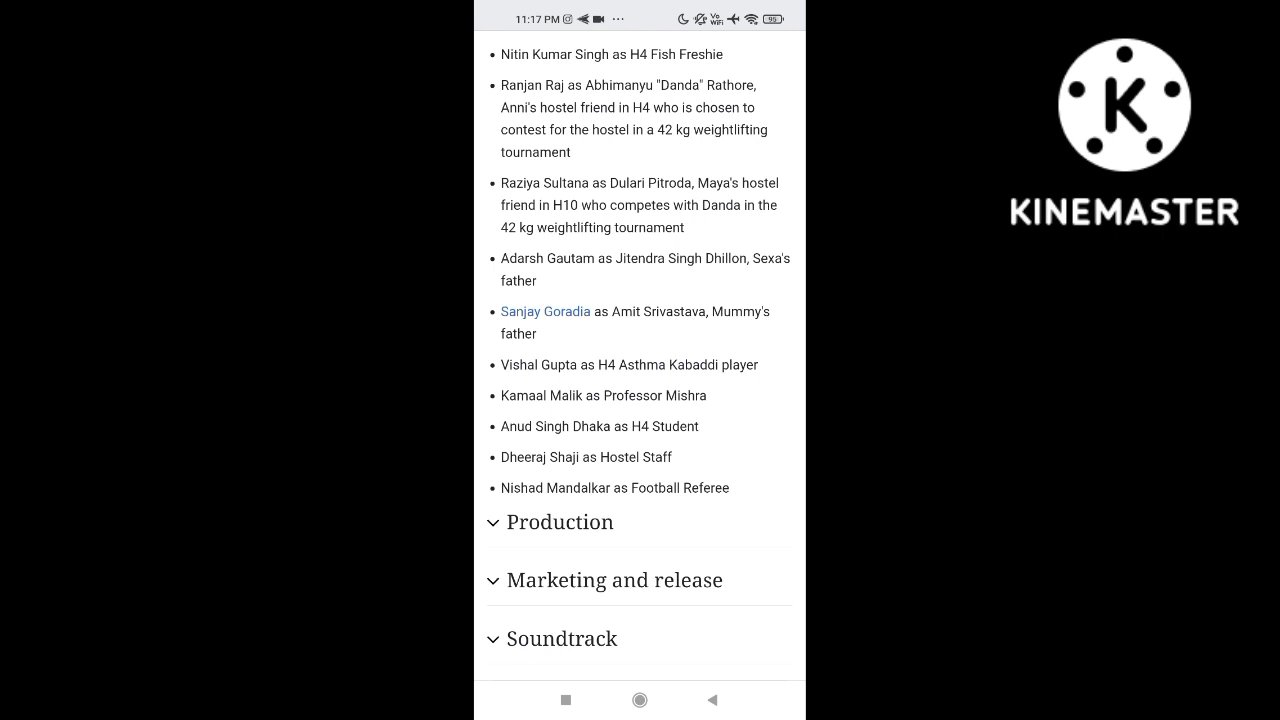 11:17 PM
Vo
WiFi
95
• Nitin Kumar Singh as H4 Fish Freshie
• Ranjan Raj as Abhimanyu "Danda" Rathore,
Anni's hostel friend in H4 who is chosen to
contest for the hostel in a 42 kg weightlifting
tournament
• Raziya Sultana as Dulari Pitroda, Maya's hostel
friend in H10 who competes with Danda in the
42 kg weightlifting tournament
• Adarsh Gautam as Jitendra Singh Dhillon, Sexa's
father
• Sanjay Goradia as Amit Srivastava, Mummy's
father
• Vishal Gupta as H4 Asthma Kabaddi player
• Kamaal Malik as Professor Mishra
• Anud Singh Dhaka as H4 Student
• Dheeraj Shaji as Hostel Staff
• Nishad Mandalkar as Football Referee
Production
Marketing and release
Soundtrack
K
KINEMASTER